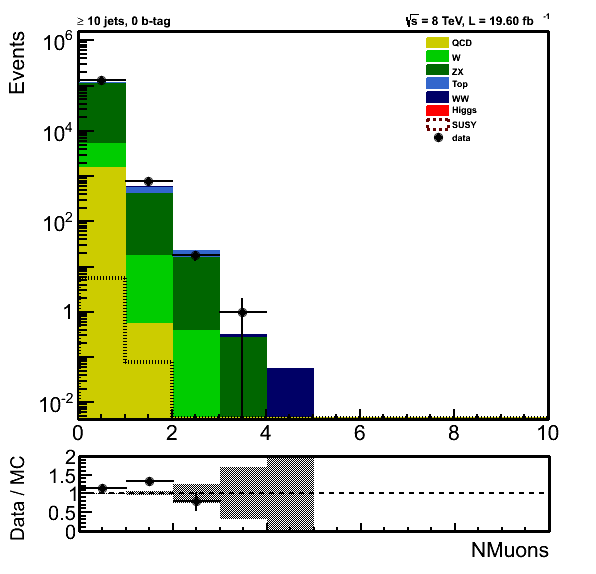 ≥ 10 jets, 0 b-tag
√s = 8 TeV, L = 19.60 fb⁻¹
Events
10⁶
10⁴
10²
1
10⁻²
QCD
W
ZX
Top
WW
Higgs
SUSY
data
0 2 4 6 8 10
Data / MC
2
1.5
1
0.5
0
NMuons